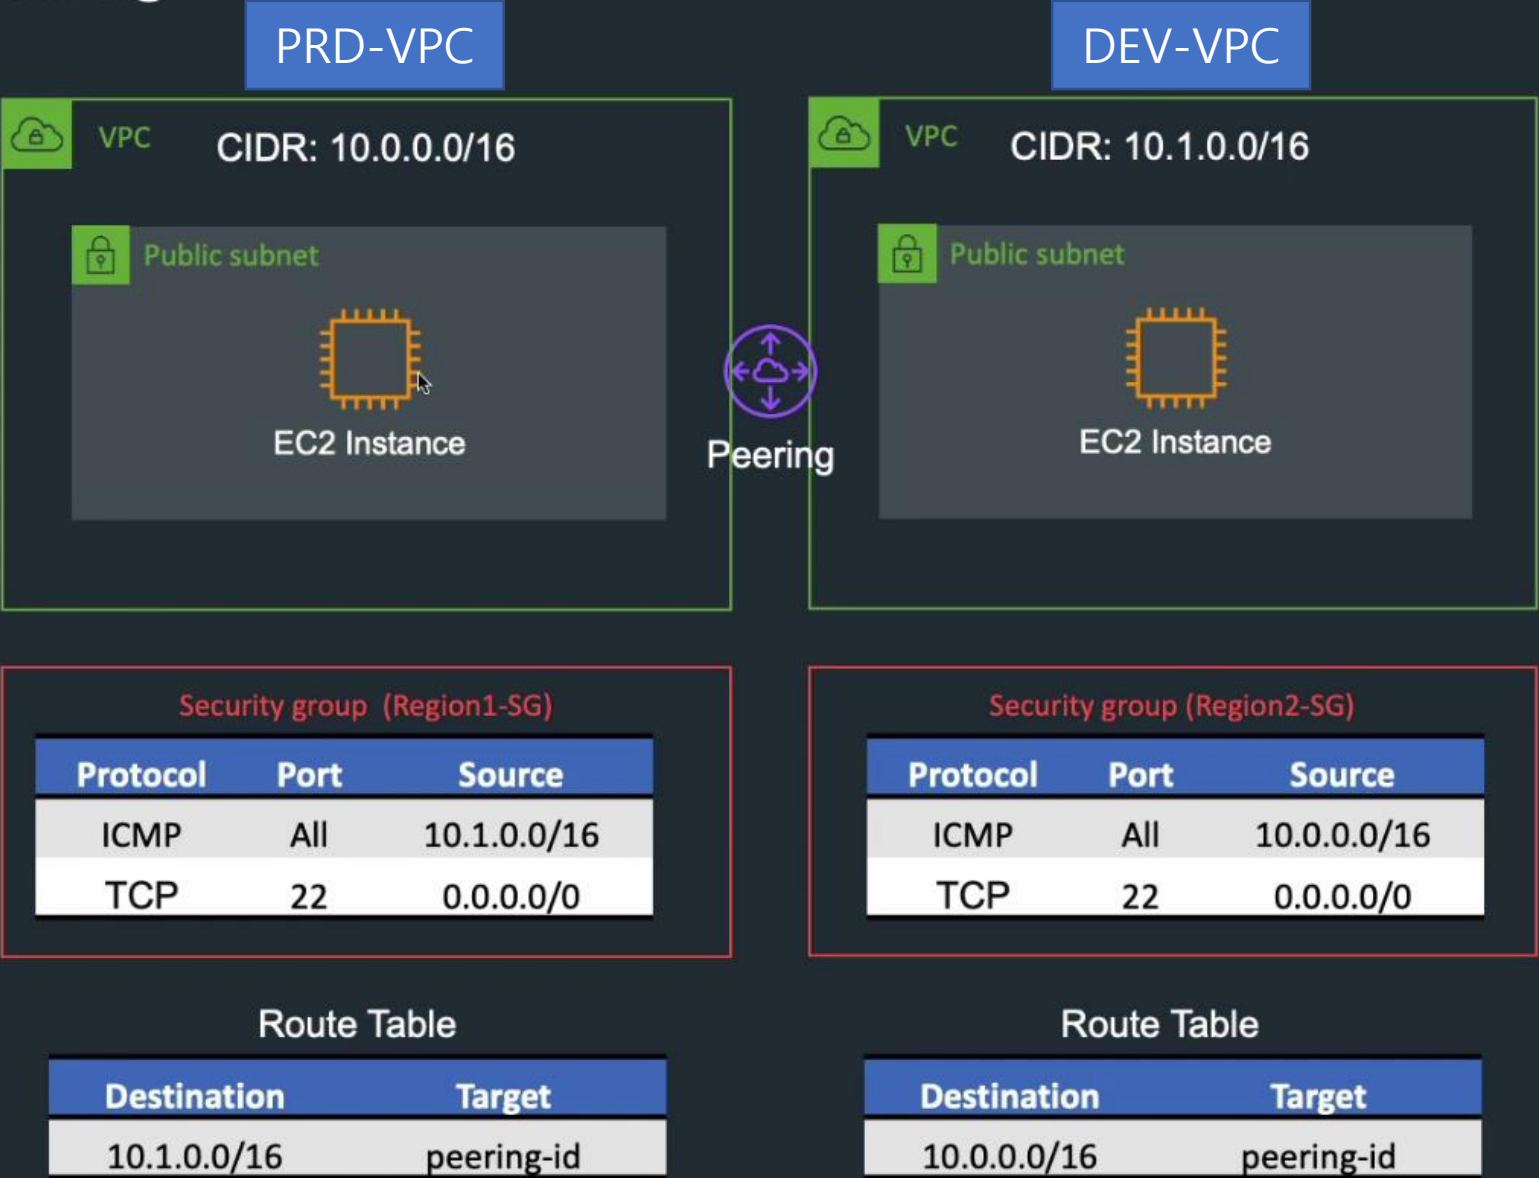 PRD-VPC
DEV-VPC
VPC
CIDR: 10.0.0.0/16
Public subnet
EC2 Instance
Peering
VPC
CIDR: 10.1.0.0/16
Public subnet
EC2 Instance
Security group (Region1-SG)
Protocol Port Source
ICMP All 10.1.0.0/16
TCP 22 0.0.0.0/0
Security group (Region2-SG)
Protocol Port Source
ICMP All 10.0.0.0/16
TCP 22 0.0.0.0/0
Route Table
Destination Target
10.1.0.0/16 peering-id
Route Table
Destination Target
10.0.0.0/16 peering-id